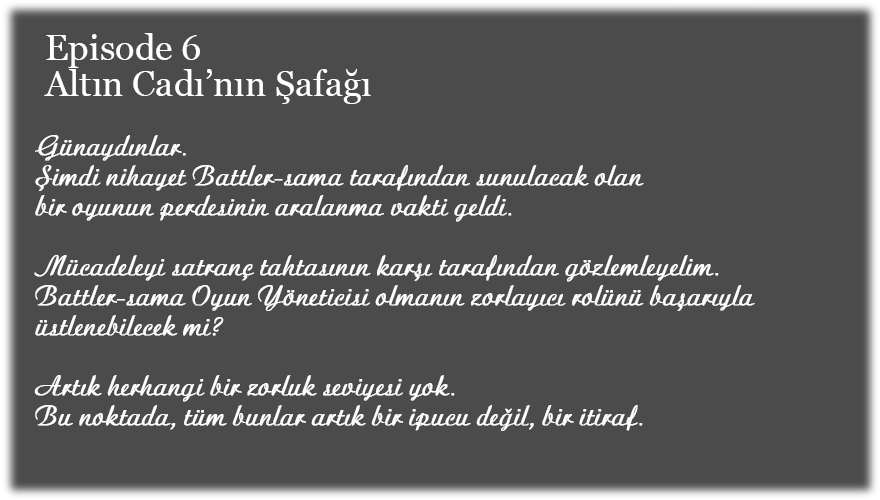 Episode 6
Altın Cadı’nın Şafağı
Günaydınlar.
Şimdi nihayet Battler-sama tarafından sunulacak olan
bir oyunun perdesinin aralanma vakti geldi.
Mücadeleyi satranç tahtasının karşı tarafından gözlemleyelim.
Battler-sama Oyun Yöneticisi olmanın zorlayıcı rolünü başarıyla
üstlenebilecek mi?
Artık herhangi bir zorluk seviyesi yok.
Bu noktada, tüm bunlar artık bir ipucu değil, bir itiraf.